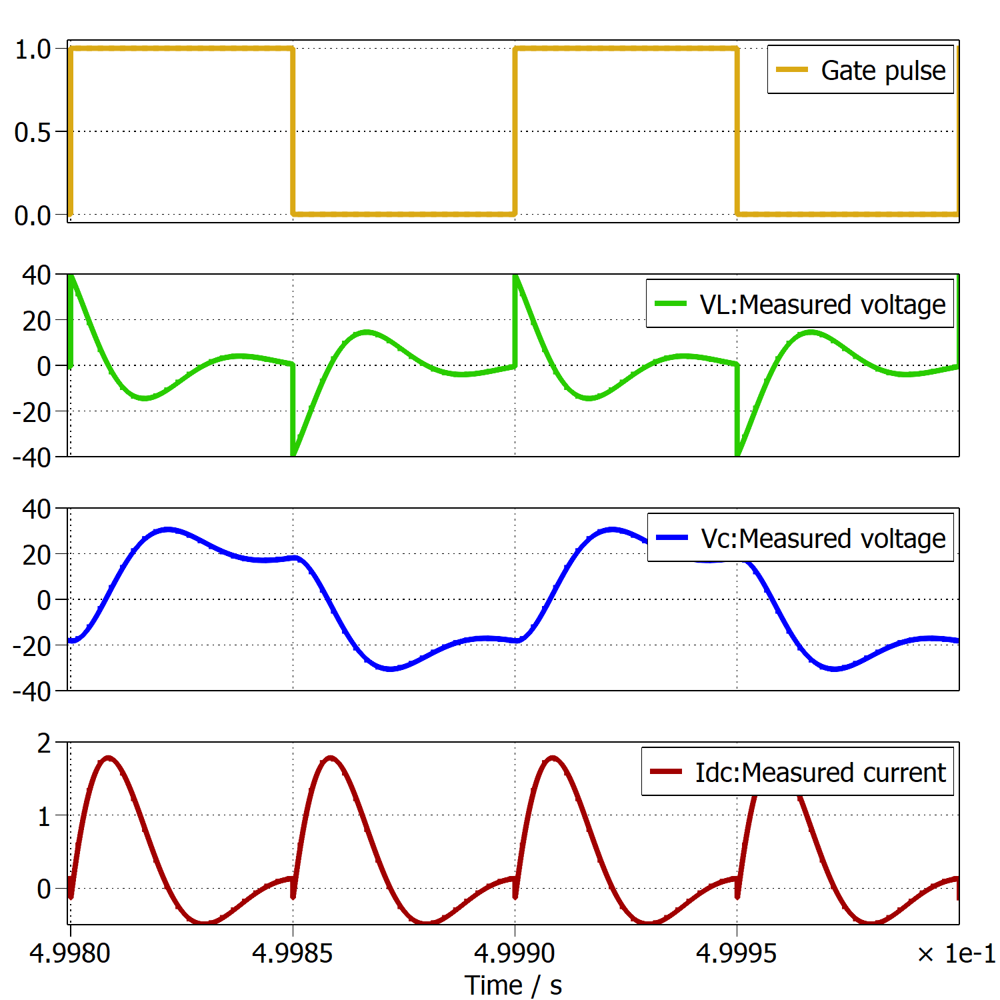 1.0
Gate pulse
0.5
0.0
40
VL:Measured voltage
20
0
-20
-40
40
Vc:Measured voltage
20
0
-20
-40
2
Idc:Measured current
1
0
4.9980 4.9985 4.9990 4.9995 × 1e-1
Time / s